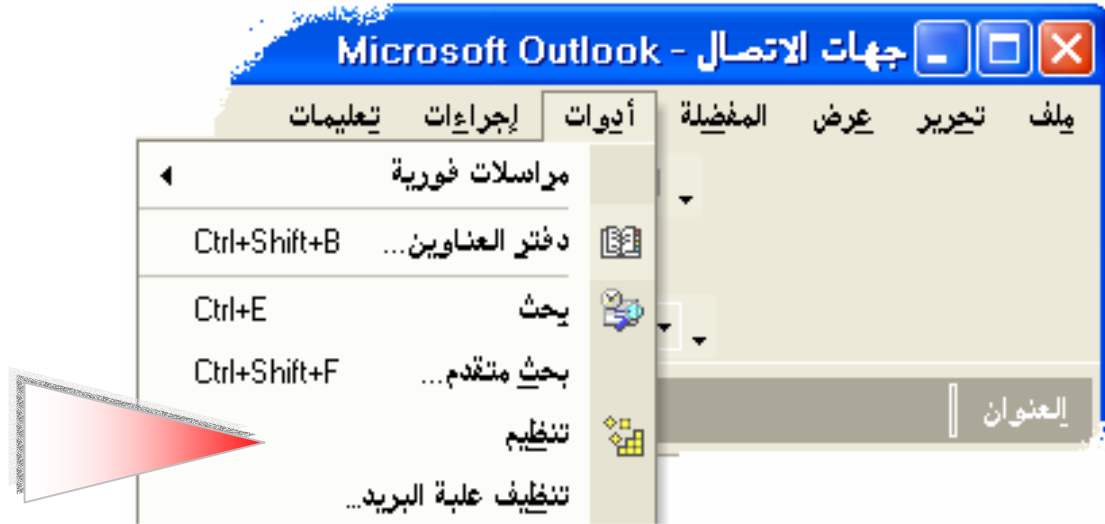 جهات الاتصال - Microsoft Outlook
ملف تحرير عرض المفضلة أدوات إجراءات تعليمات
مراسلات فورية
دفتر العناوين... Ctrl+Shift+B
بحث Ctrl+E
بحث متقدم... Ctrl+Shift+F
العنوان
تنظيم
تنظيف علبة البريد...